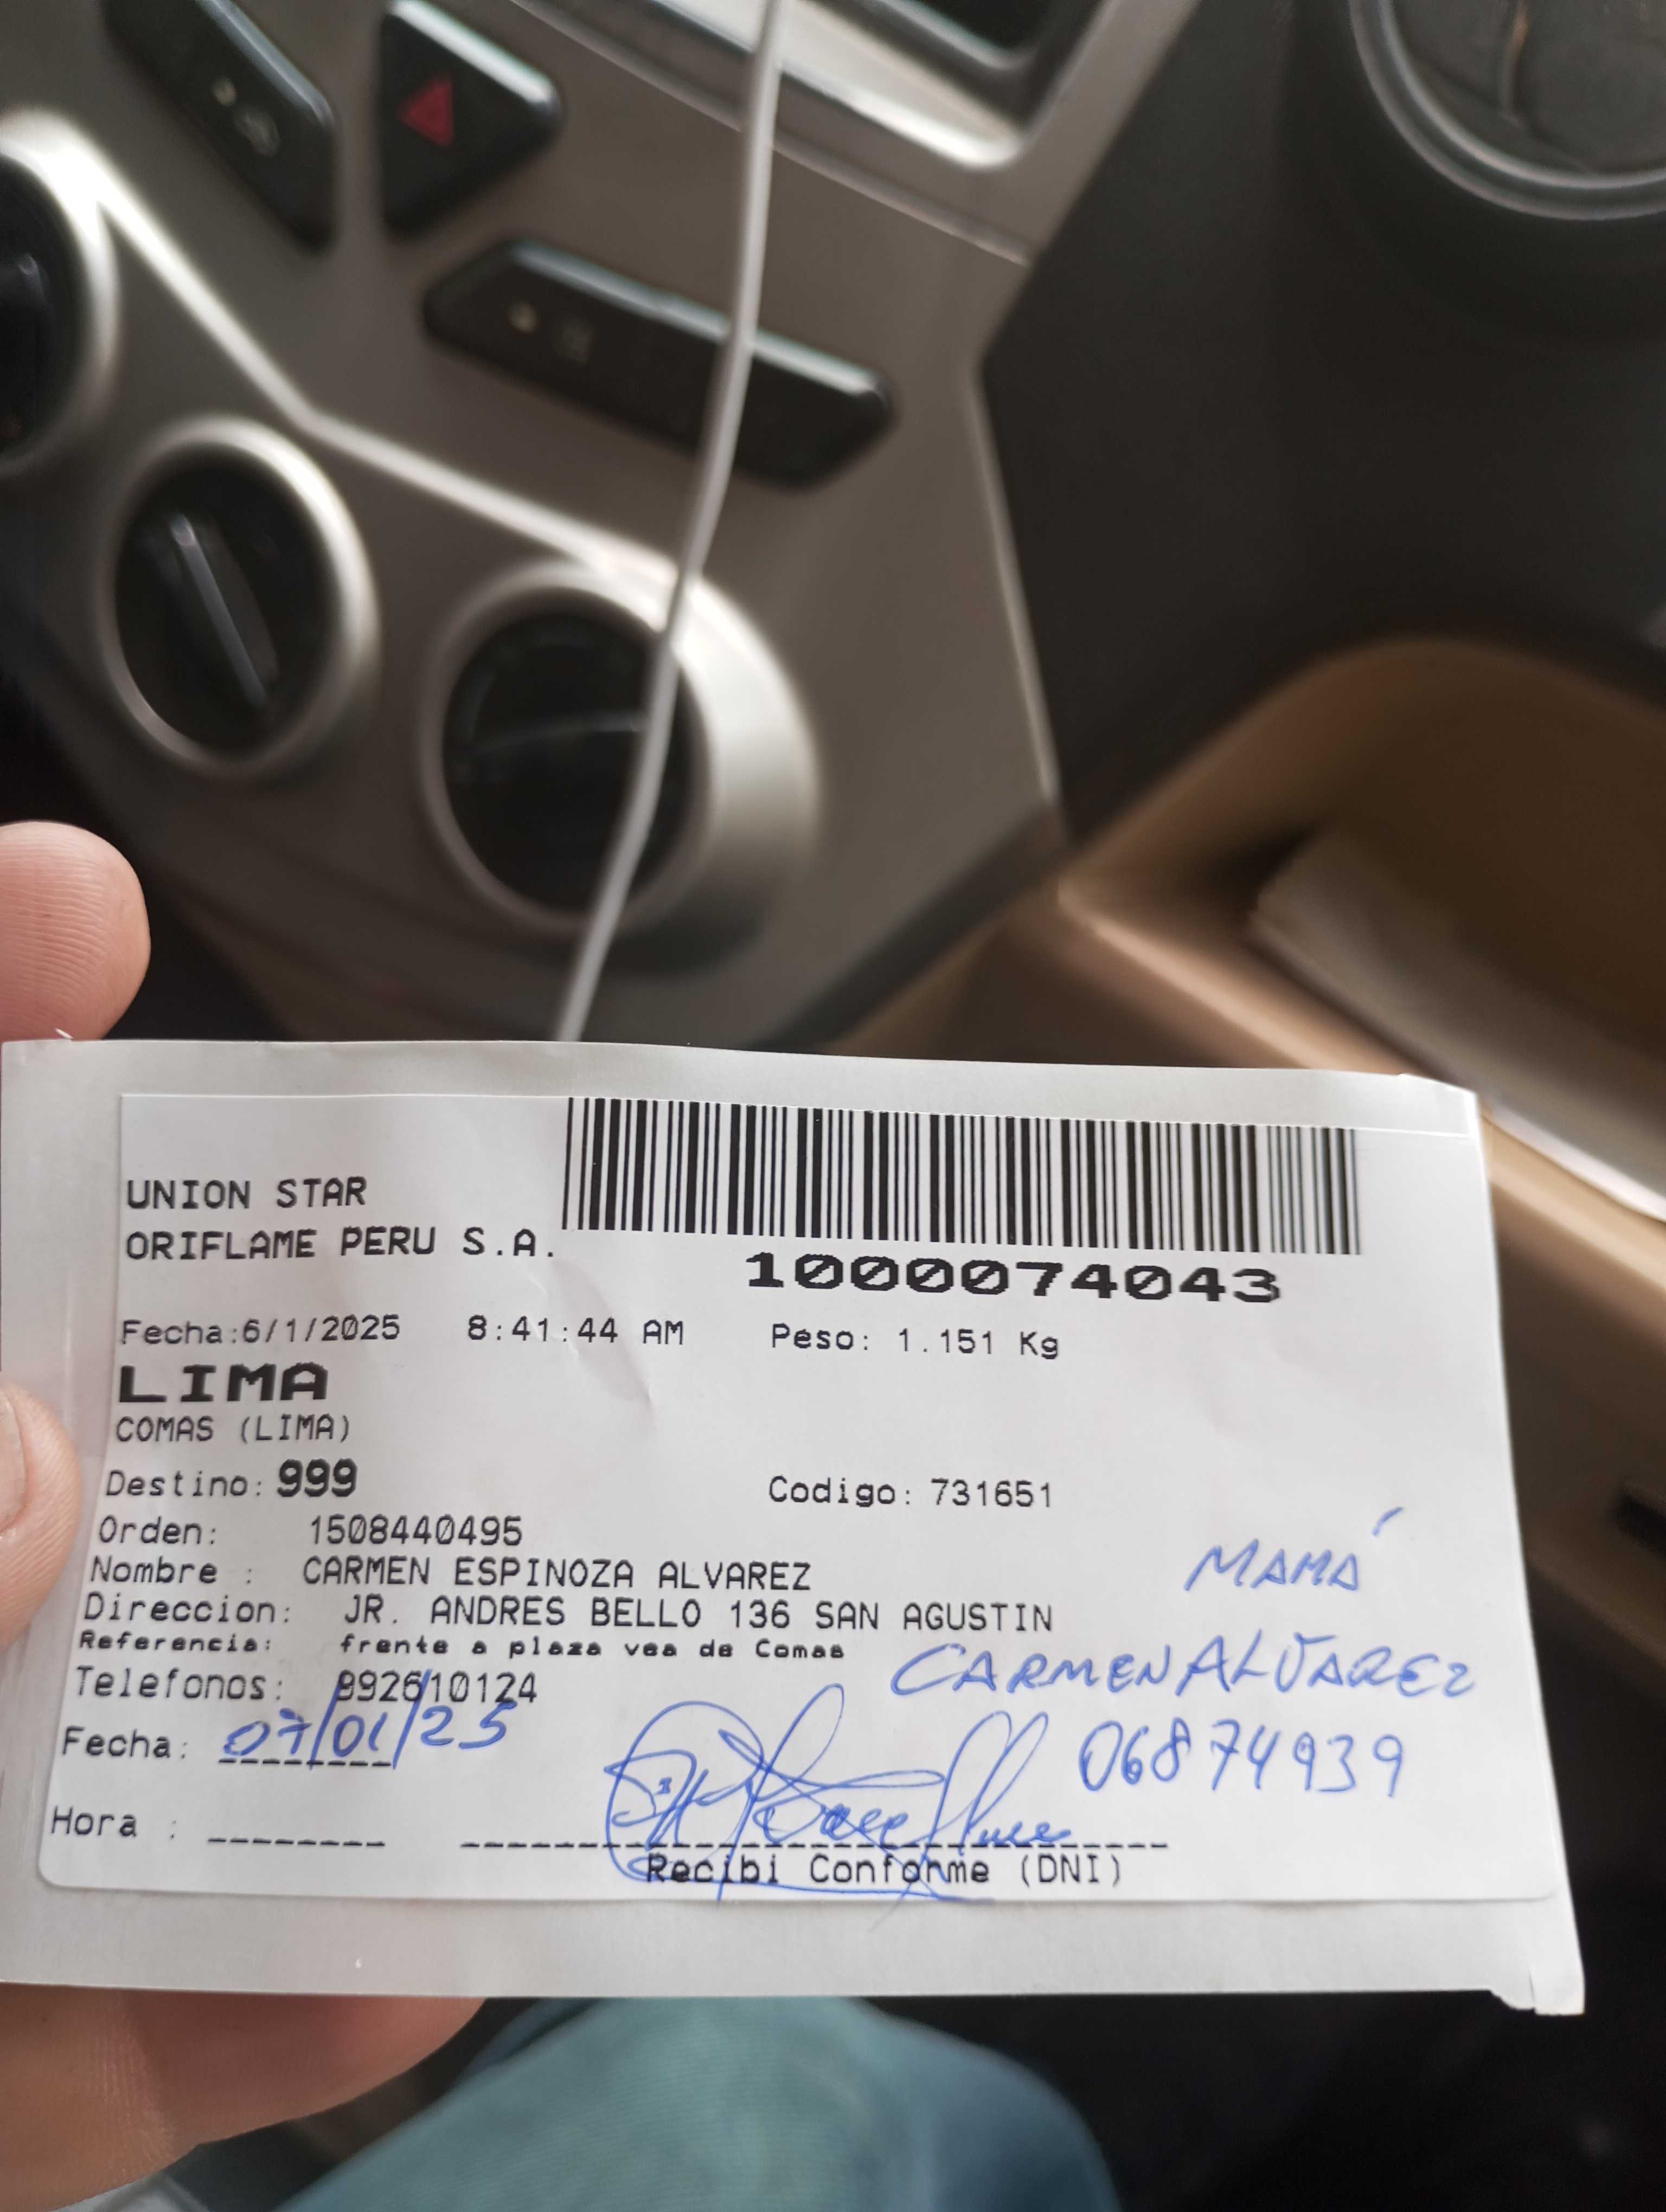 UNION STAR
ORIFLAME PERU S.A.
1000074043
Fecha:6/1/2025 8:41:44 AM Peso: 1.151 Kg
LIMA
COMAS (LIMA)
Destino: 999 Codigo: 731651
Orden: 1508440495
Nombre : CARMEN ESPINOZA ALVAREZ
MAMÁ
Direccion: JR. ANDRES BELLO 136 SAN AGUSTIN
Referencia: frente a plaza vea de Comas
CARMEN ALVAREZ
Telefonos: 992610124
Fecha: 07/01/25
06874939
Hora : 
Recibi Conforme (DNI)